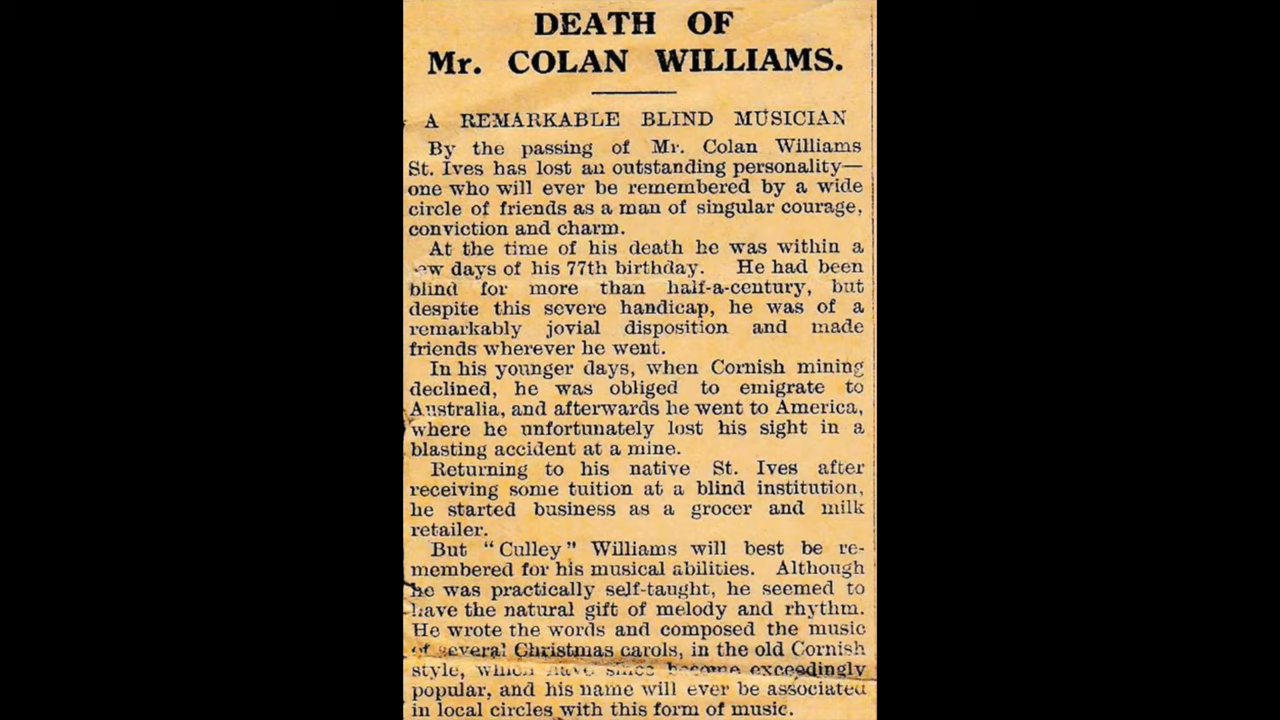 DEATH OF
Mr. COLAN WILLIAMS.
A REMARKABLE BLIND MUSICIAN
By the passing of Mr. Colan Williams
St. Ives has lost an outstanding personality—
one who will ever be remembered by a wide
circle of friends as a man of singular courage,
conviction and charm.
At the time of his death he was within a
ew days of his 77th birthday. He had been
blind for more than half-a-century, but
despite this severe handicap, he was of a
remarkably jovial disposition and made
friends wherever he went.
In his younger days, when Cornish mining
declined, he was obliged to emigrate to
Australia, and afterwards he went to America,
where he unfortunately lost his sight in a
blasting accident at a mine.
Returning to his native St. Ives after
receiving some tuition at a blind institution,
he started business as a grocer and milk
retailer.
But "Culley" Williams will best be re-
membered for his musical abilities. Although
he was practically self-taught, he seemed to
have the natural gift of melody and rhythm.
He wrote the words and composed the music
of several Christmas carols, in the old Cornish
style, which have since become exceedingly
popular, and his name will ever be associated
in local circles with this form of music.